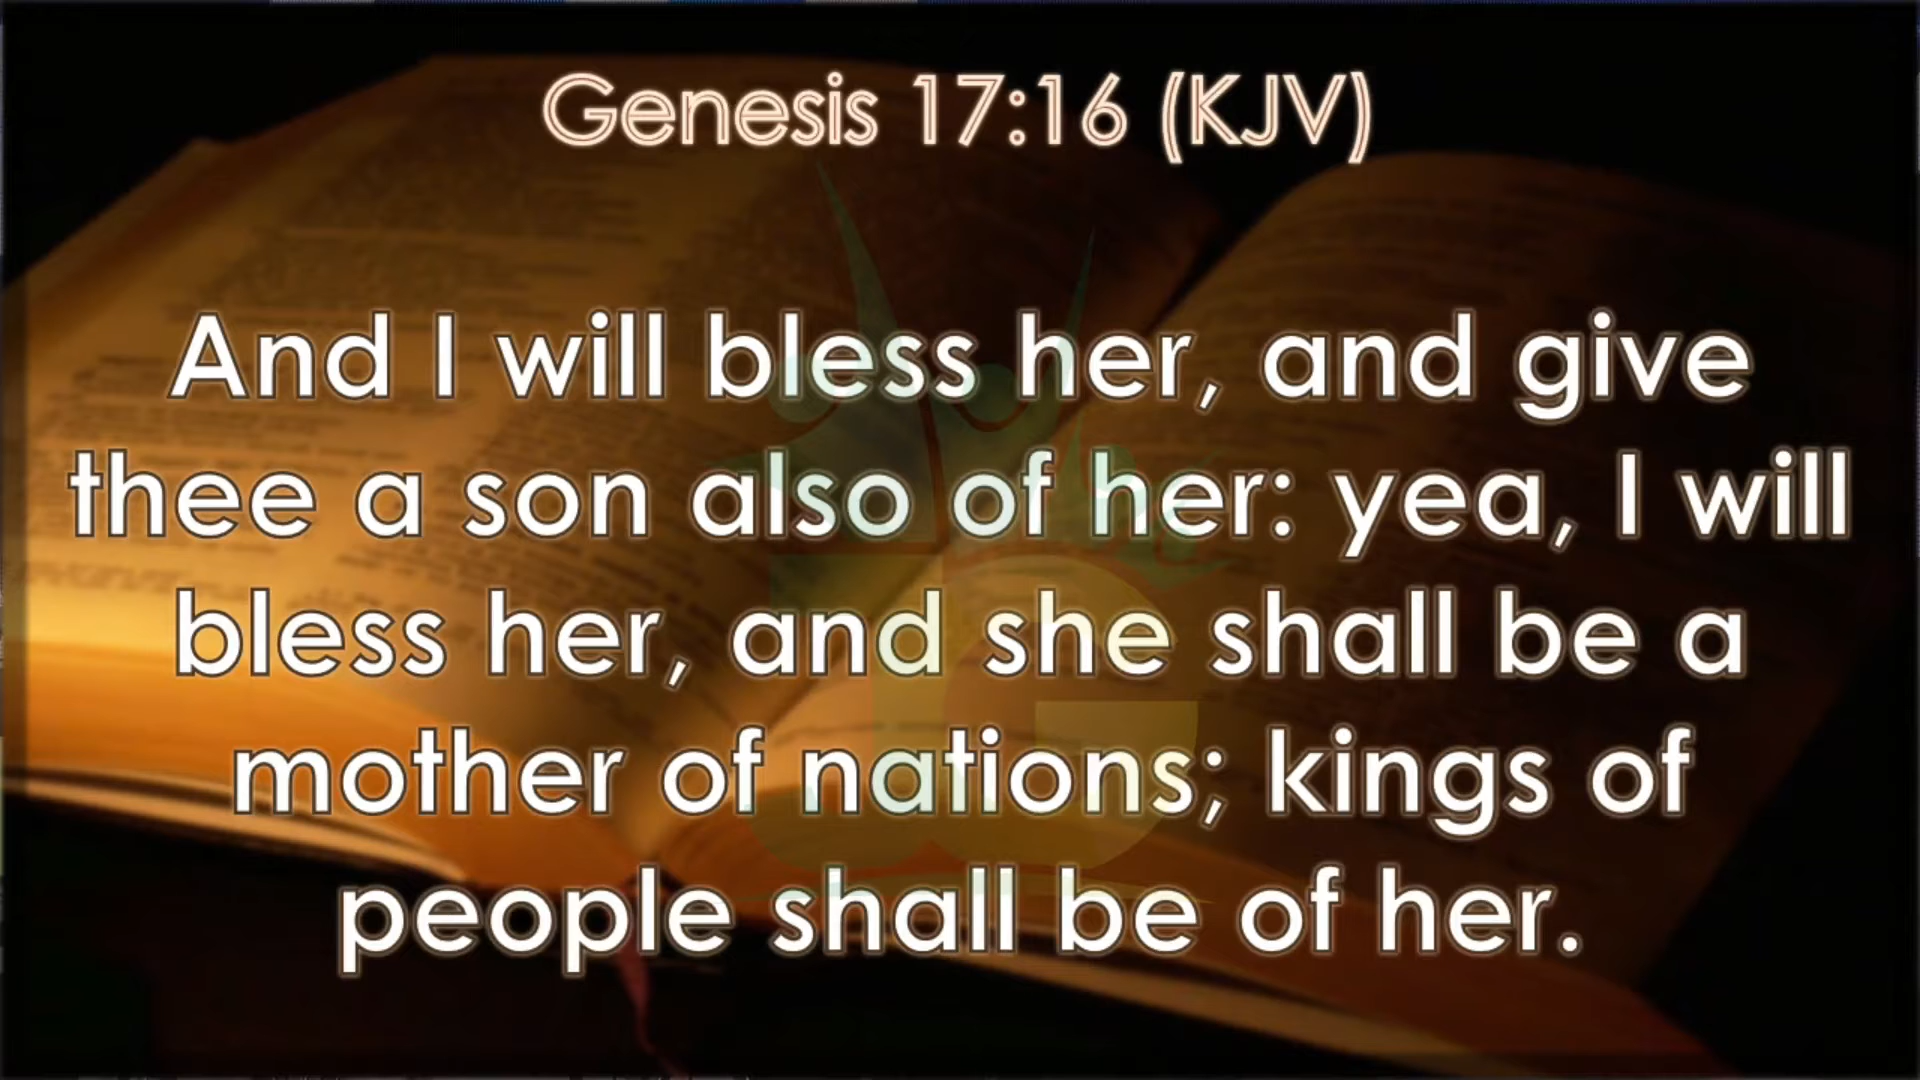 Genesis 17:16 (KJV)
And I will bless her, and give
thee a son also of her: yea, I will
bless her, and she shall be a
mother of nations; kings of
people shall be of her.